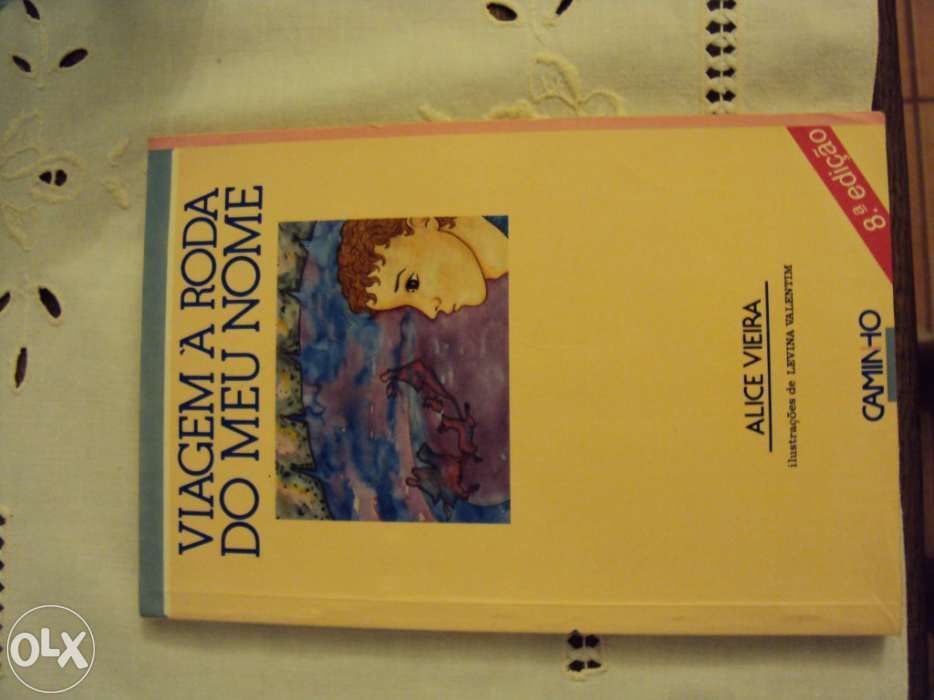 VIAGEM À RODA
DO MEU NOME
ALICE VIEIRA
ilustrações de LEVINA VALENTIM
8.ª edição
CAMINHO
OLX